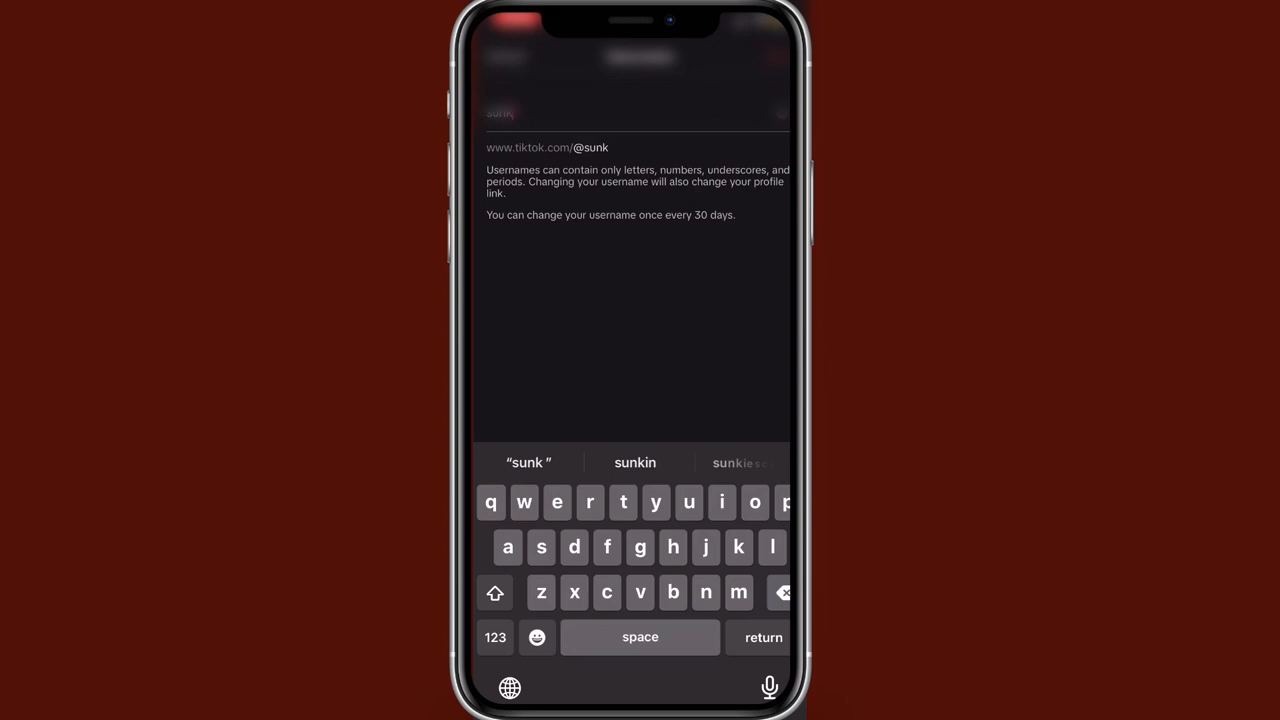 sunk
www.tiktok.com/@sunk
Usernames can contain only letters, numbers, underscores, and
periods. Changing your username will also change your profile
link.
You can change your username once every 30 days.
“sunk” sunkin
q w e r t y u i o p
a s d f g h j k l
z x c v b n m
123 space return